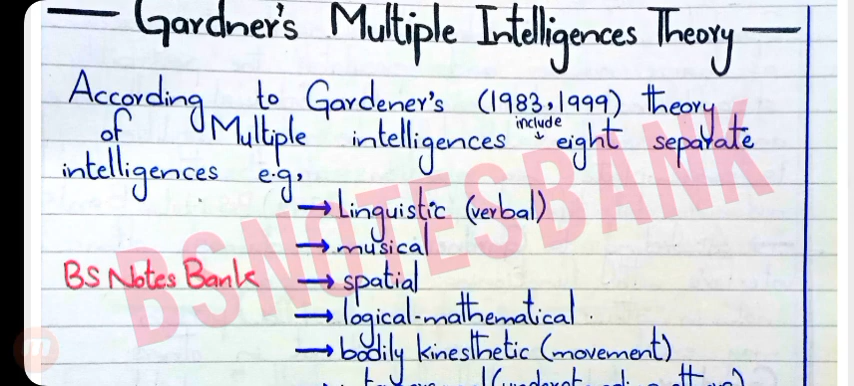 Gardner's Multiple Intelligences Theory
According to Gardener's (1983,1999) theory
of Multiple intelligences include eight separate
intelligences e.g,
→ Linguistic (verbal)
→ musical
BS Notes Bank → spatial
→ logical-mathematical.
→ bodily kinesthetic (movement)
BSNOTESBANK
m